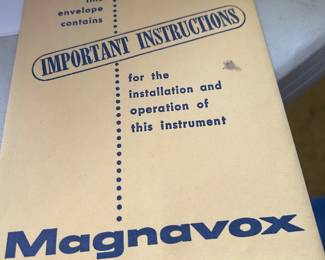 this
envelope
contains
IMPORTANT INSTRUCTIONS
for the
installation and
operation of
this instrument
Magnavox